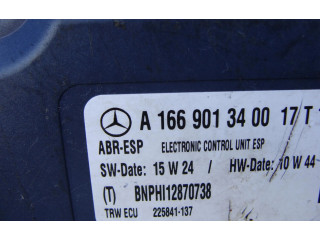 A 166 901 34 00 17 T
ABR-ESP ELECTRONIC CONTROL UNIT ESP
SW-Date: 15 W 24 / HW-Date: 10 W 44
(T) BNPHI12870738
TRW ECU 225841-137